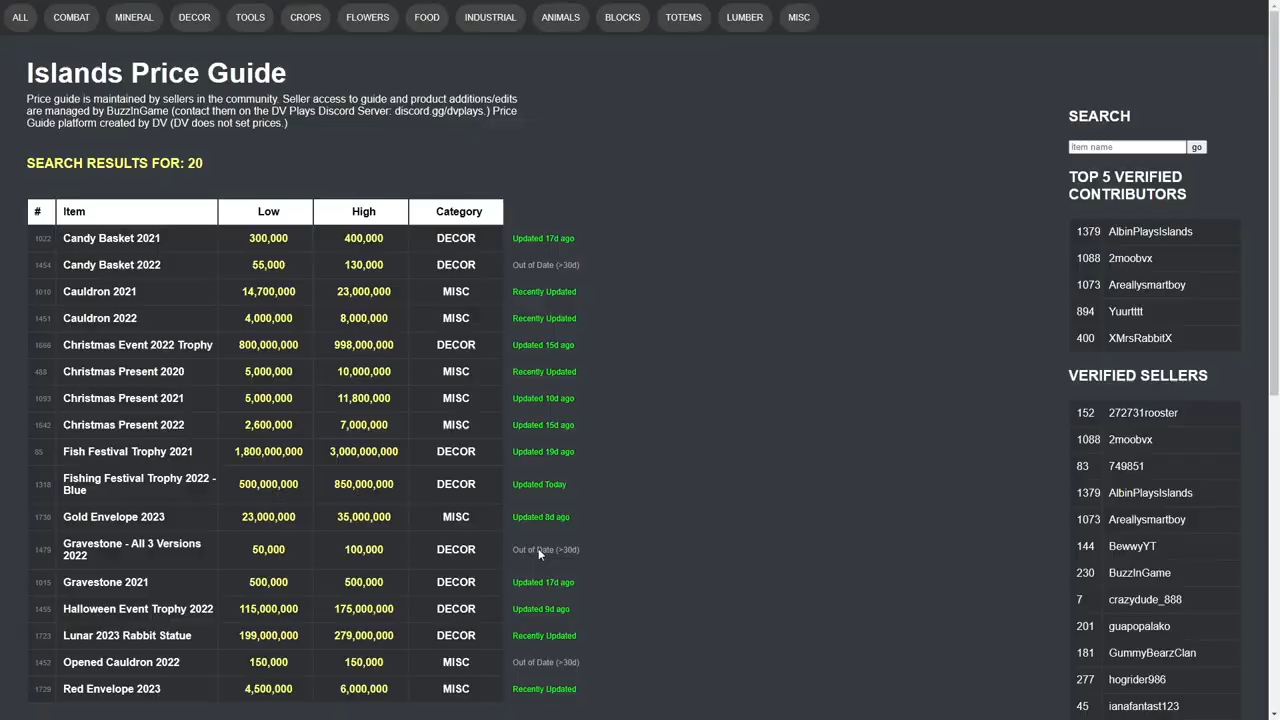 ALL COMBAT MINERAL DECOR TOOLS CROPS FLOWERS FOOD INDUSTRIAL ANIMALS BLOCKS TOTEMS LUMBER MISC
Islands Price Guide
Price guide is maintained by sellers in the community. Seller access to guide and product additions/edits
are managed by BuzzInGame (contact them on the DV Plays Discord Server: discord.gg/dvplays.) Price
Guide platform created by DV (DV does not set prices.)
SEARCH RESULTS FOR: 20
# Item Low High Category
1022 Candy Basket 2021 300,000 400,000 DECOR Updated 17d ago
1454 Candy Basket 2022 55,000 130,000 DECOR Out of Date (>30d)
1010 Cauldron 2021 14,700,000 23,000,000 MISC Recently Updated
1451 Cauldron 2022 4,000,000 8,000,000 MISC Recently Updated
1666 Christmas Event 2022 Trophy 800,000,000 998,000,000 DECOR Updated 15d ago
488 Christmas Present 2020 5,000,000 10,000,000 MISC Recently Updated
1093 Christmas Present 2021 5,000,000 11,800,000 MISC Updated 10d ago
1642 Christmas Present 2022 2,600,000 7,000,000 MISC Updated 15d ago
85 Fish Festival Trophy 2021 1,800,000,000 3,000,000,000 DECOR Updated 19d ago
1318 Fishing Festival Trophy 2022 - 500,000,000 850,000,000 DECOR Updated Today
Blue
1730 Gold Envelope 2023 23,000,000 35,000,000 MISC Updated 8d ago
1479 Gravestone - All 3 Versions 50,000 100,000 DECOR Out of Date (>30d)
2022
1015 Gravestone 2021 500,000 500,000 DECOR Updated 17d ago
1455 Halloween Event Trophy 2022 115,000,000 175,000,000 DECOR Updated 9d ago
1723 Lunar 2023 Rabbit Statue 199,000,000 279,000,000 DECOR Recently Updated
1452 Opened Cauldron 2022 150,000 150,000 MISC Out of Date (>30d)
1729 Red Envelope 2023 4,500,000 6,000,000 MISC Recently Updated
SEARCH
item name go
TOP 5 VERIFIED
CONTRIBUTORS
1379 AlbinPlaysIslands
1088 2moobvx
1073 Areallysmartboy
894 Yuurtttt
400 XMrsRabbitX
VERIFIED SELLERS
152 272731rooster
1088 2moobvx
83 749851
1379 AlbinPlaysIslands
1073 Areallysmartboy
144 BewwyYT
230 BuzzInGame
7 crazydude_888
201 guapopalako
181 GummyBearzClan
277 hogrider986
45 ianafantast123